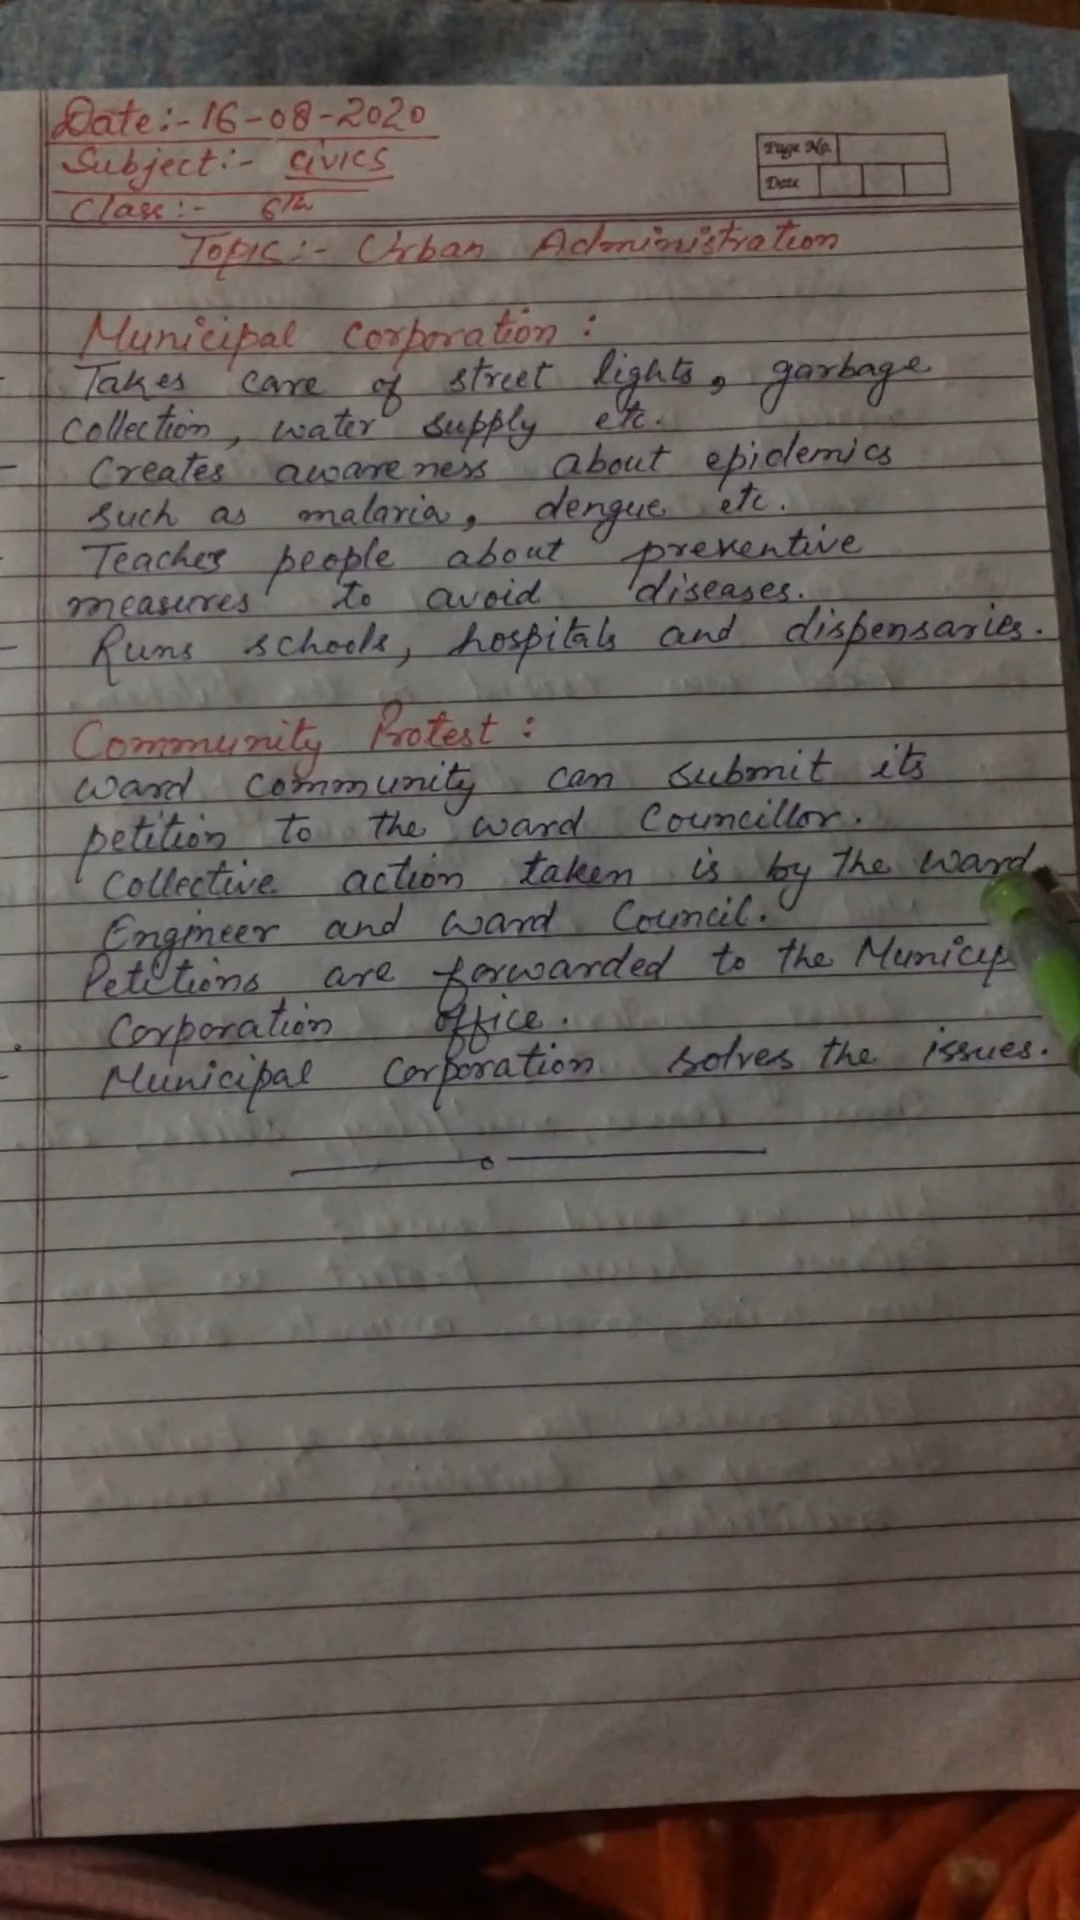 Date:- 16-08-2020
Subject:- Civics
Class:- 6th
Page No.
Date
Topic:- Urban Administration
Municipal Corporation:
- Takes care of street lights, garbage
collection, water supply etc.
- Creates awareness about epidemics
such as malaria, dengue etc.
- Teaches people about preventive
measures to avoid diseases.
- Runs schools, hospitals and dispensaries.
Community Protest:
Ward community can submit its
petition to the ward Councillor.
Collective action taken is by the ward
Engineer and ward Council.
Petitions are forwarded to the Municip
Corporation office.
- Municipal Corporation solves the issues.